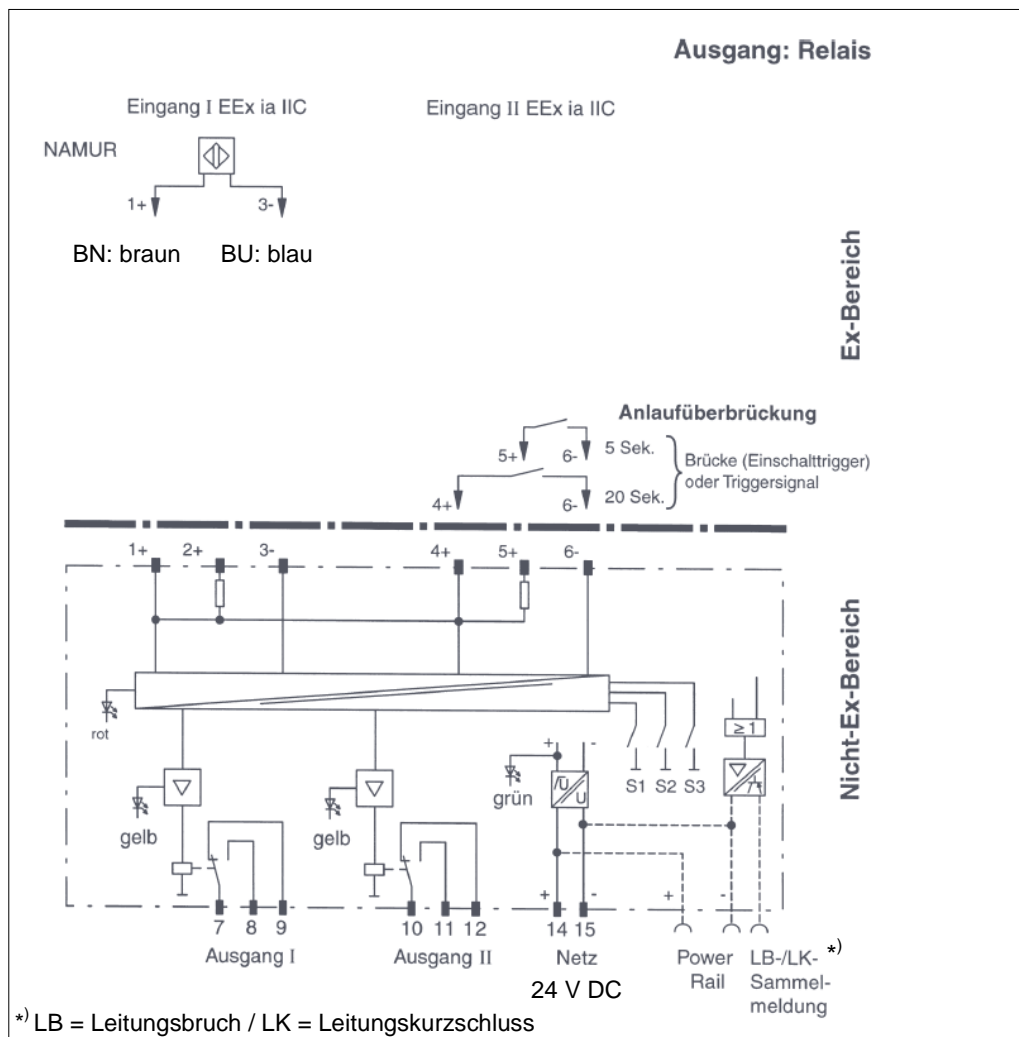 Ausgang: Relais
Eingang I EEx ia IIC
Eingang II EEx ia IIC
NAMUR
1+
3-
BN: braun
BU: blau
Ex-Bereich
Anlaufüberbrückung
5+
6-
5 Sek.
Brücke (Einschalttrigger)
oder Triggersignal
4+
6-
20 Sek.
1+
2+
3-
4+
5+
6-
Nicht-Ex-Bereich
rot
≥1
+
-
S1
S2
S3
grün
U
U
gelb
gelb
+
-
+
-
7
8
9
10
11
12
14
15
Ausgang I
Ausgang II
Netz
Power
Rail
LB-/LK- *)
Sammel-
meldung
24 V DC
*) LB = Leitungsbruch / LK = Leitungskurzschluss